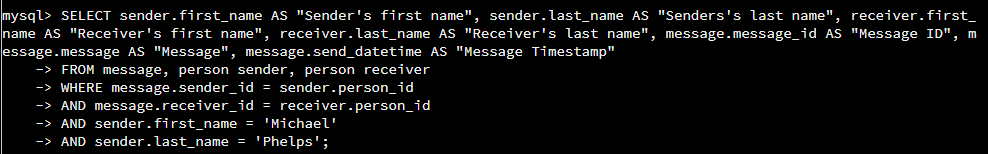 mysql> SELECT sender.first_name AS "Sender's first name", sender.last_name AS "Senders's last name", receiver.first_
name AS "Receiver's first name", receiver.last_name AS "Receiver's last name", message.message_id AS "Message ID", m
essage.message AS "Message", message.send_datetime AS "Message Timestamp"
-> FROM message, person sender, person receiver
-> WHERE message.sender_id = sender.person_id
-> AND message.receiver_id = receiver.person_id
-> AND sender.first_name = 'Michael'
-> AND sender.last_name = 'Phelps';